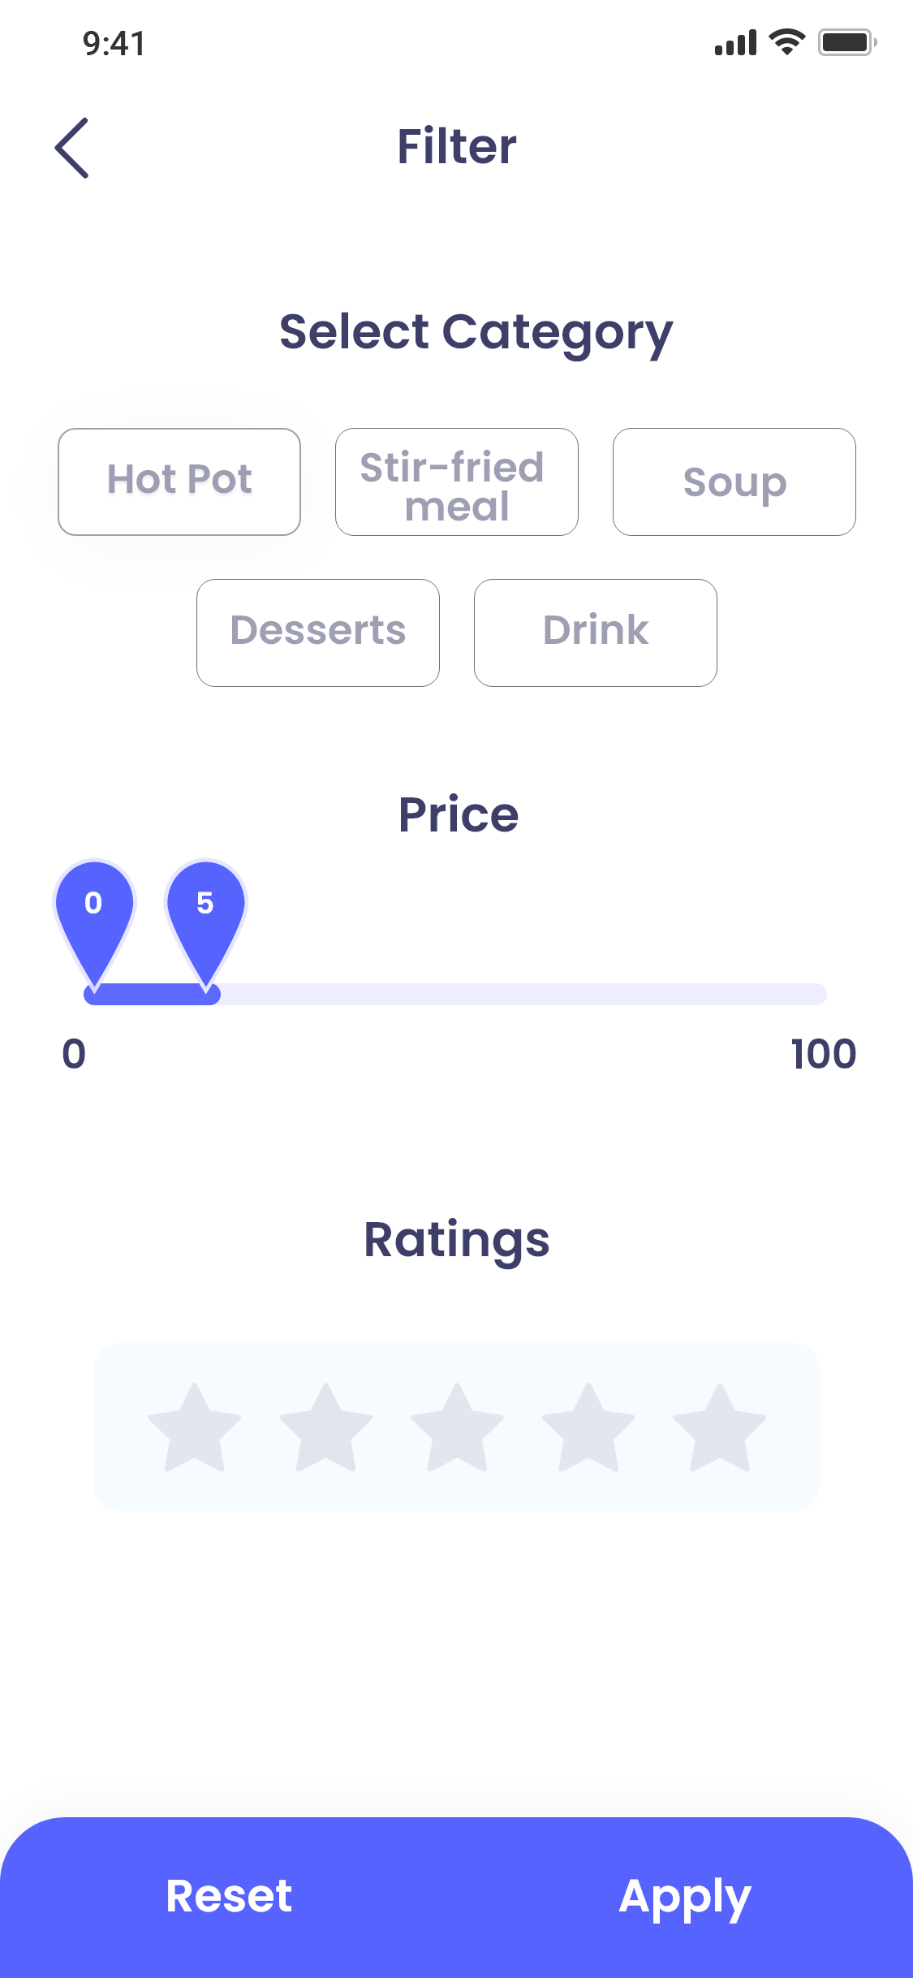 9:41
Filter
Select Category
Hot Pot
Stir-fried
meal
Soup
Desserts
Drink
Price
0
5
0
100
Ratings
Reset
Apply